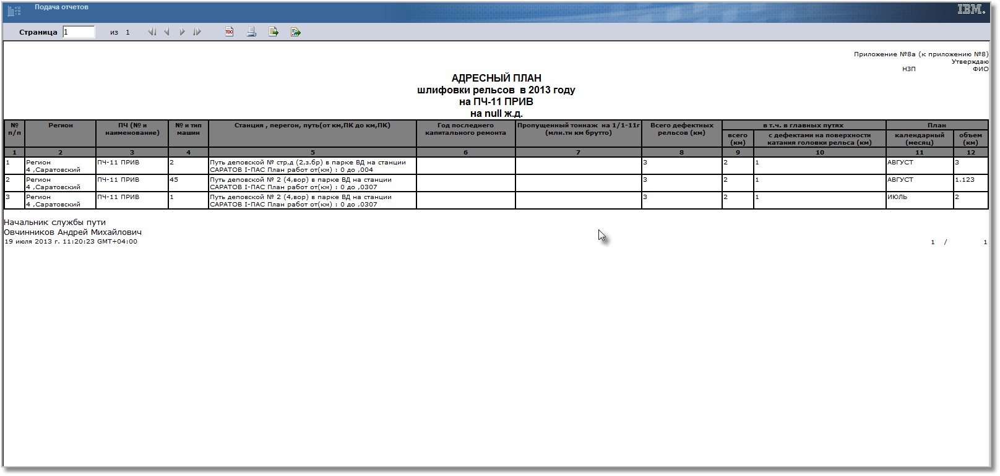 Подача отчетов
IBM.
Страница 1 из 1
TOC
Приложение №8а (к приложению №8)
Утверждаю
НЗП ФИО
АДРЕСНЫЙ ПЛАН
шлифовки рельсов в 2013 году
на ПЧ-11 ПРИВ
на null ж.д.
№ п/п
Регион
ПЧ (№ и наименование)
№ и тип машин
Станция , перегон, путь(от км,ПК до км,ПК)
Год последнего капитального ремонта
Пропущенный тоннаж на 1/1-11г (млн.тн км брутто)
Всего дефектных рельсов (км)
в т.ч. в главных путях
План
всего (км)
с дефектами на поверхности катания головки рельса (км)
календарный (месяц)
объем (км)
1 2 3 4 5 6 7 8 9 10 11 12
1 Регион ПЧ-11 ПРИВ 2 Путь деповской № стр,д (2,з.бр) в парке ВД на станции 3 2 1 АВГУСТ 3
4 ,Саратовский САРАТОВ I-ПАС План работ от(км) : 0 до ,004
2 Регион ПЧ-11 ПРИВ 45 Путь деповской № 2 (4,вор) в парке ВД на станции 3 2 1 АВГУСТ 1.123
4 ,Саратовский САРАТОВ I-ПАС План работ от(км) : 0 до ,0307
3 Регион ПЧ-11 ПРИВ 1 Путь деповской № 2 (4,вор) в парке ВД на станции 3 2 1 ИЮЛЬ 2
4 ,Саратовский САРАТОВ I-ПАС План работ от(км) : 0 до ,0307
Начальник службы пути
Овчинников Андрей Михайлович
19 июля 2013 г. 11:20:23 GMT+04:00
1 / 1